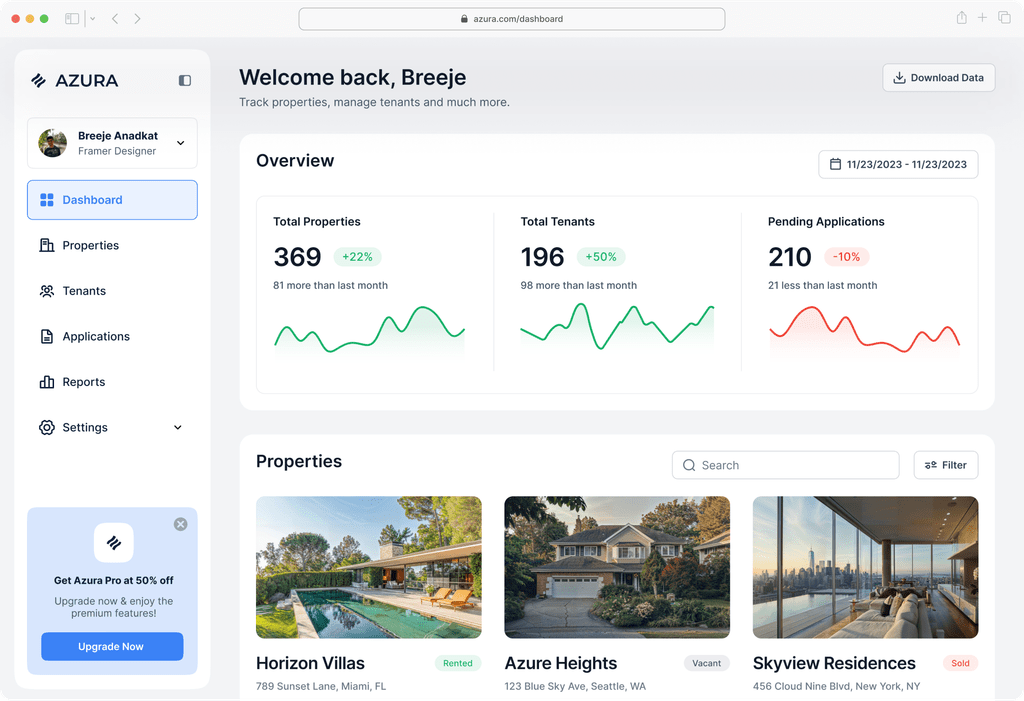 azura.com/dashboard
AZURA
Breeje Anadkat
Framer Designer
Dashboard
Properties
Tenants
Applications
Reports
Settings
Get Azura Pro at 50% off
Upgrade now & enjoy the
premium features!
Upgrade Now
Welcome back, Breeje
Track properties, manage tenants and much more.
Download Data
Overview
11/23/2023 - 11/23/2023
Total Properties
369 +22%
81 more than last month
Total Tenants
196 +50%
98 more than last month
Pending Applications
210 -10%
21 less than last month
Properties
Search
Filter
Horizon Villas
Rented
789 Sunset Lane, Miami, FL
Azure Heights
Vacant
123 Blue Sky Ave, Seattle, WA
Skyview Residences
Sold
456 Cloud Nine Blvd, New York, NY